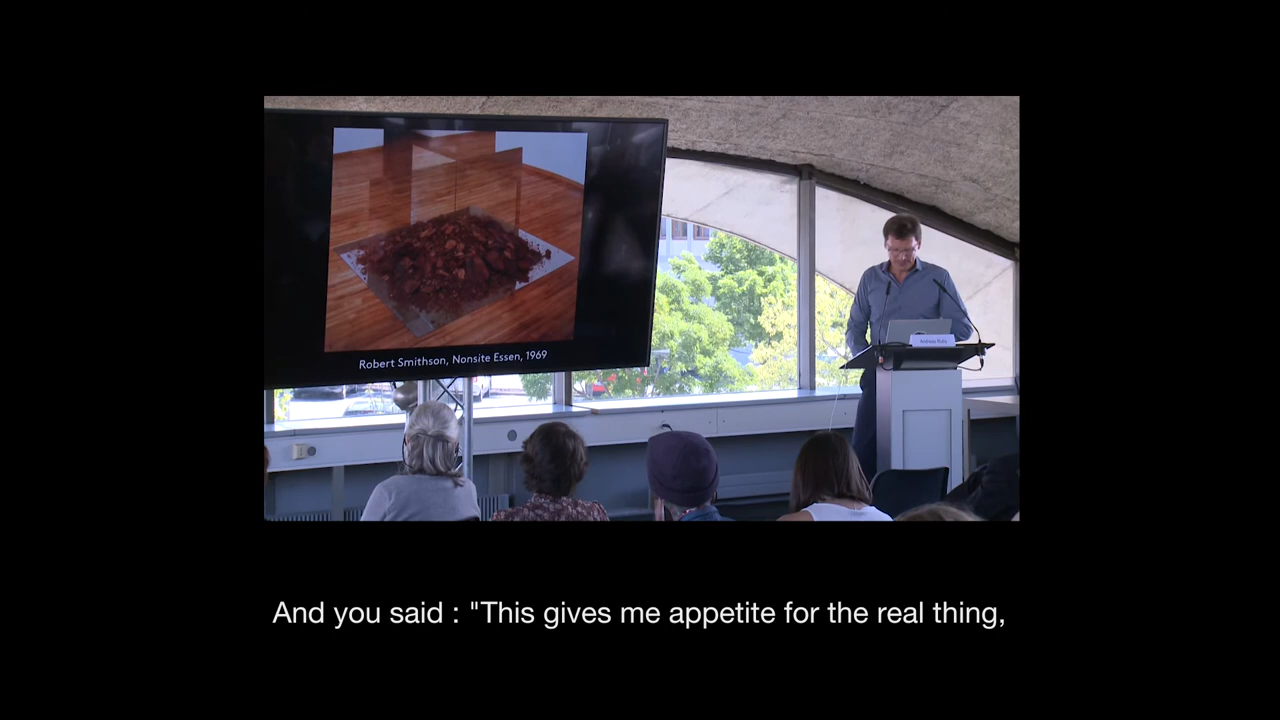 Robert Smithson, Nonsite Essen, 1969
And you said : "This gives me appetite for the real thing,